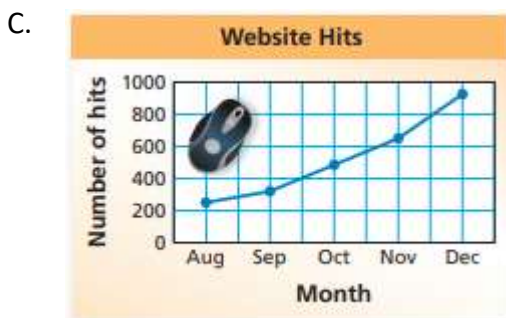 C.
Website Hits
Number of hits
1000
800
600
400
200
0
Aug Sep Oct Nov Dec
Month